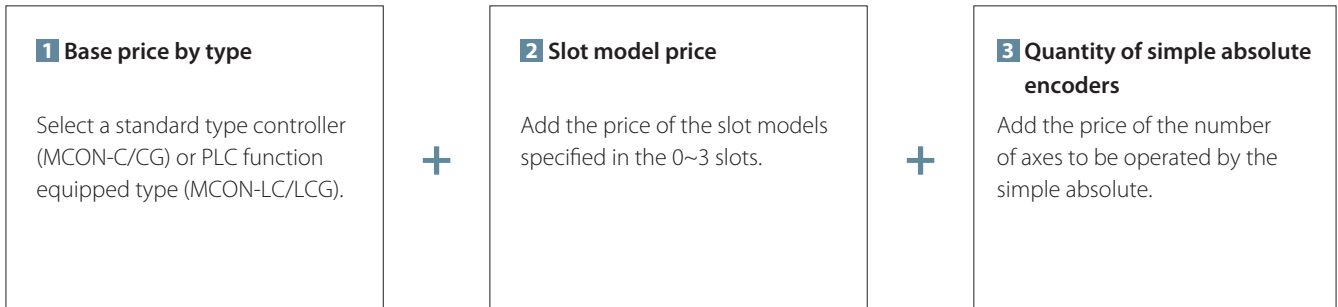 1 Base price by type
Select a standard type controller
(MCON-C/CG) or PLC function
equipped type (MCON-LC/LCG).
+
2 Slot model price
Add the price of the slot models
specified in the 0~3 slots.
+
3 Quantity of simple absolute
encoders
Add the price of the number
of axes to be operated by the
simple absolute.